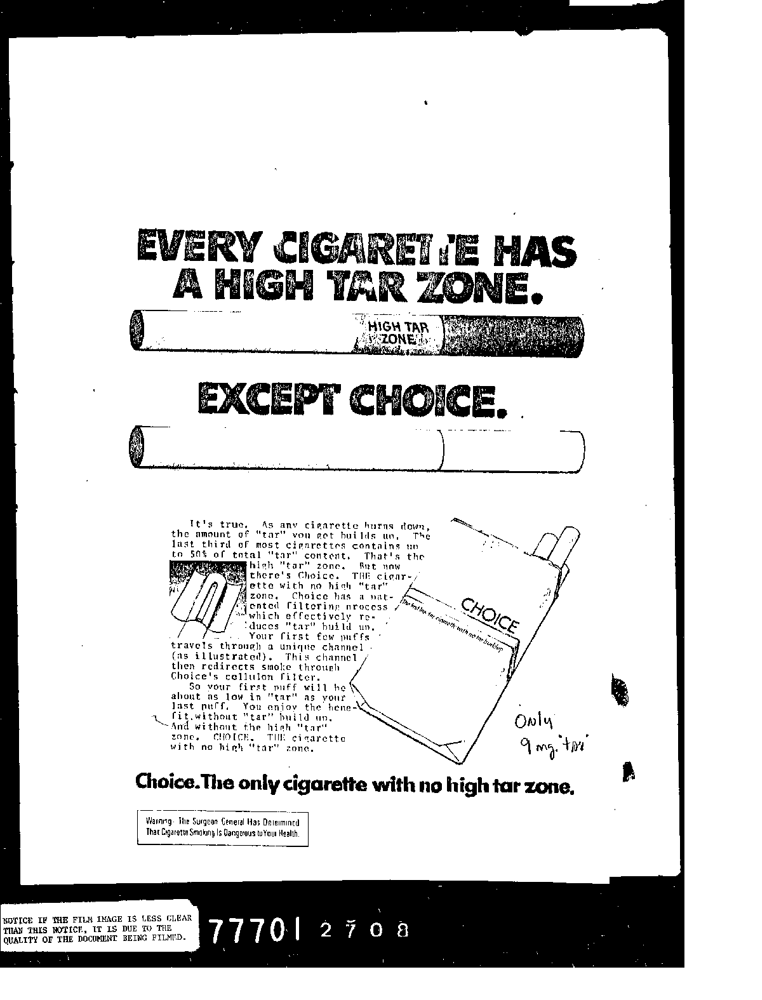 EVERY CIGARETTE HAS
A HIGH TAR ZONE.
HIGH TAR
ZONE
EXCEPT CHOICE.
It's true. As any cigarette burns down,
the amount of "tar" you get builds up. The
last third of most cigarettes contains up
to 50% of total "tar" content. That's the
high "tar" zone. But now
there's Choice. THE cigar-
ette with no high "tar"
zone. Choice has a pat-
ented filtering process
which effectively re-
duces "tar" build up.
Your first few puffs
travels through a unique channel
(as illustrated). This channel
then redirects smoke through
Choice's cellulon filter.
So your first puff will be
about as low in "tar" as your
last puff. You enjoy the bene-
fit without "tar" build up.
And without the high "tar"
zone. CHOICE. THE cigarette
with no high "tar" zone.
CHOICE
The first low tar cigarette with no tar buildup
Only
9 mg. "tar"
Choice. The only cigarette with no high tar zone.
Warning: The Surgeon General Has Determined
That Cigarette Smoking Is Dangerous to Your Health.
NOTICE IF THE FILM IMAGE IS LESS CLEAR
THAN THIS NOTICE, IT IS DUE TO THE
QUALITY OF THE DOCUMENT BEING FILMED.
77701 2708